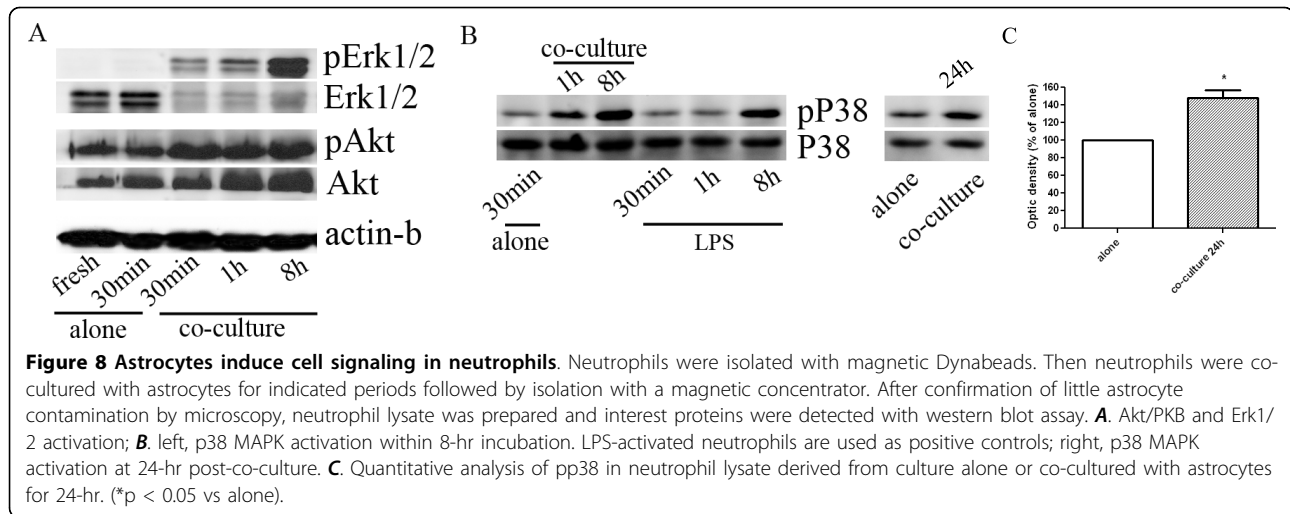 A
pErk1/2
Erk1/2
pAkt
Akt
actin-b
fresh
30min
30min
1h
8h
alone
co-culture
B
co-culture
1h
8h
24h
pP38
P38
30min
30min
1h
8h
alone
LPS
alone
co-culture
C
Optic density (% of alone)
160
140
120
100
80
60
40
20
0
*
alone
co-culture 24h
Figure 8 Astrocytes induce cell signaling in neutrophils. Neutrophils were isolated with magnetic Dynabeads. Then neutrophils were co-
cultured with astrocytes for indicated periods followed by isolation with a magnetic concentrator. After confirmation of little astrocyte
contamination by microscopy, neutrophil lysate was prepared and interest proteins were detected with western blot assay. A. Akt/PKB and Erk1/
2 activation; B. left, p38 MAPK activation within 8-hr incubation. LPS-activated neutrophils are used as positive controls; right, p38 MAPK
activation at 24-hr post-co-culture. C. Quantitative analysis of pp38 in neutrophil lysate derived from culture alone or co-cultured with astrocytes
for 24-hr. (*p < 0.05 vs alone).